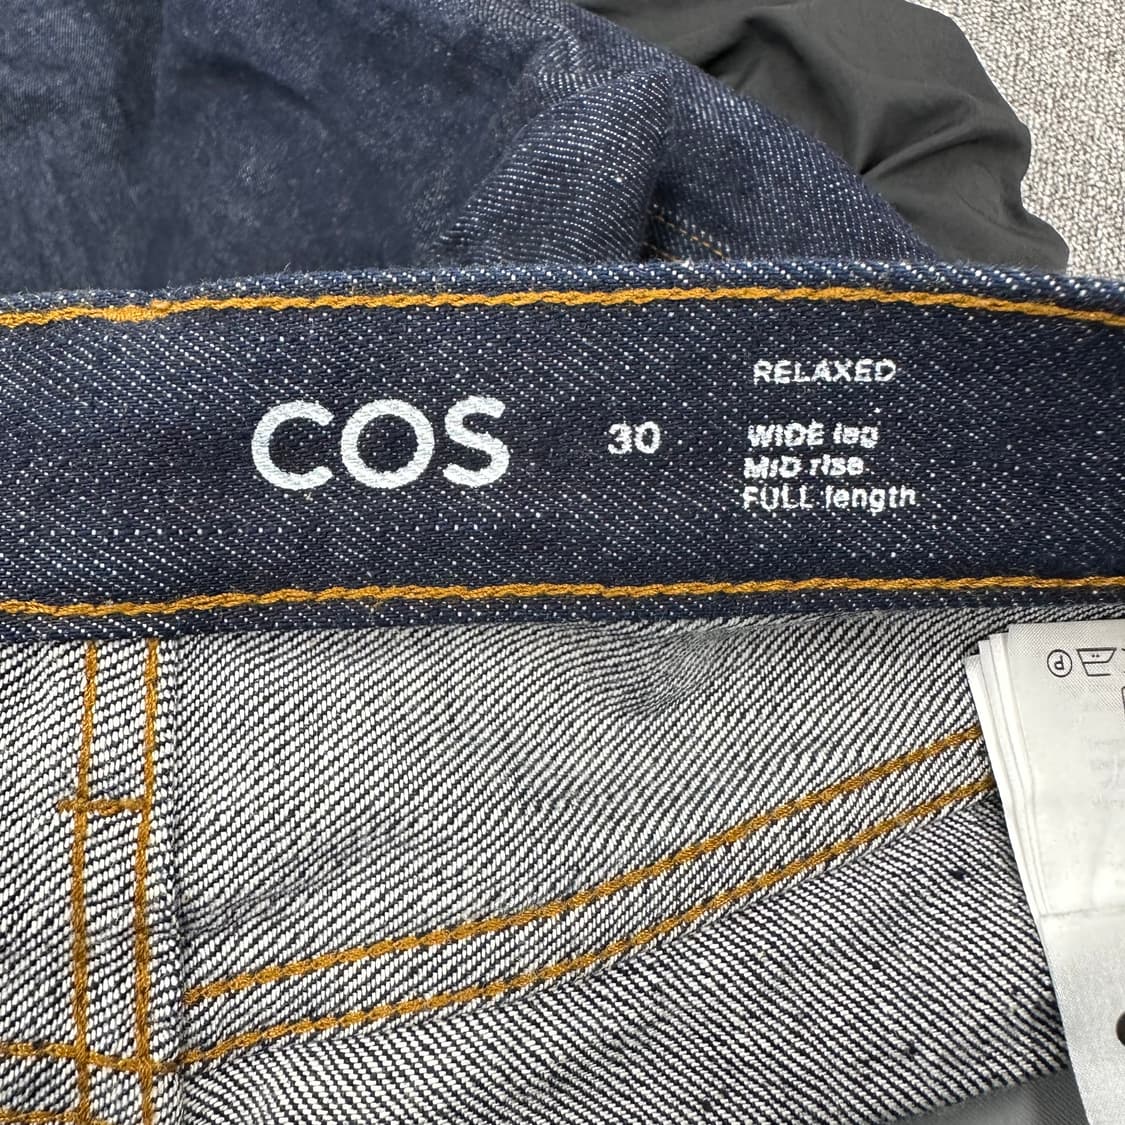 COS
30
RELAXED
WIDE leg
MID rise
FULL length
P